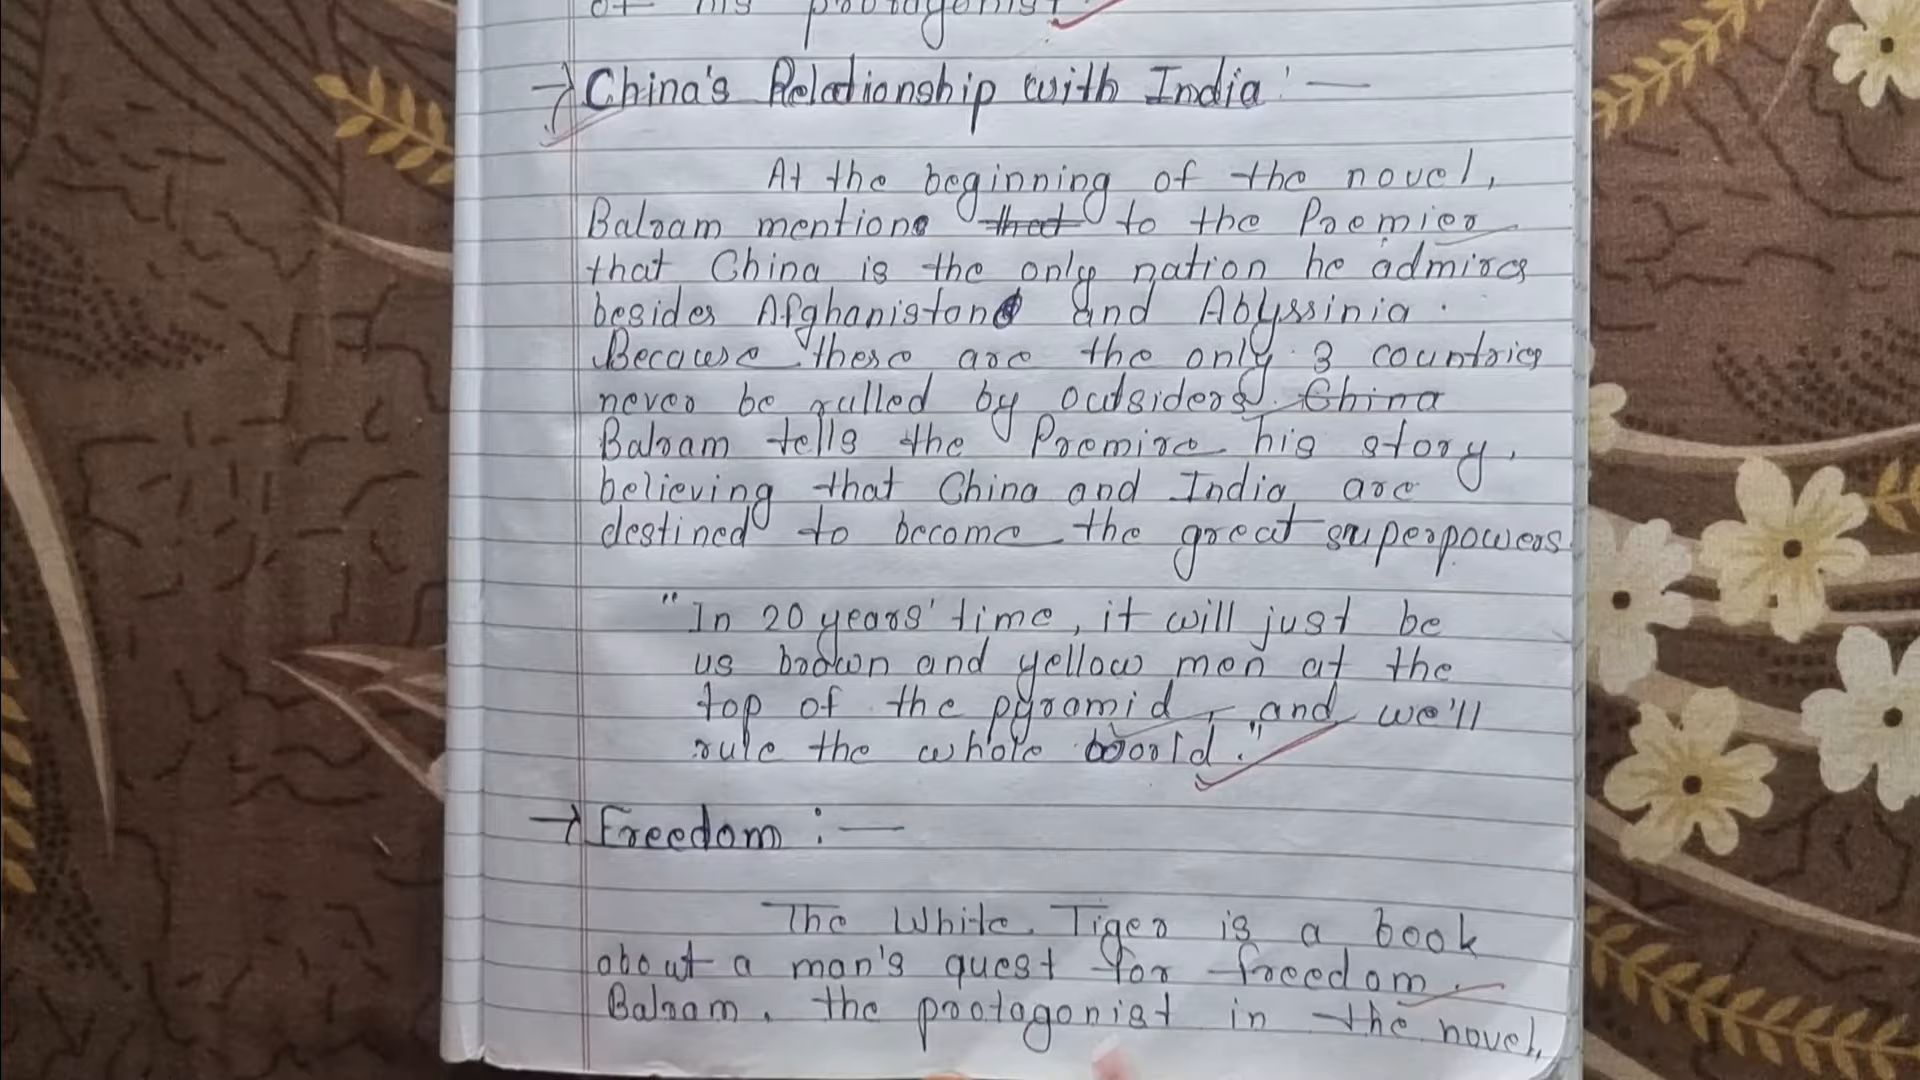 of his protagonist.
→ China's Relationship with India :—
At the beginning of the novel,
Balram mentions that to the Premier
that China is the only nation he admires
besides Afghanistan and Abyssinia.
Because these are the only 3 countries
never be rulled by outsiders. China
Balram tells the Premire his story,
believing that China and India are
destined to become the great superpowers.
"In 20 years' time, it will just be
us brown and yellow men at the
top of the pyramid, and we'll
rule the whole world."
→ Freedom :—
The White Tiger is a book
about a man's quest for freedom.
Balram, the protagonist in the novel,